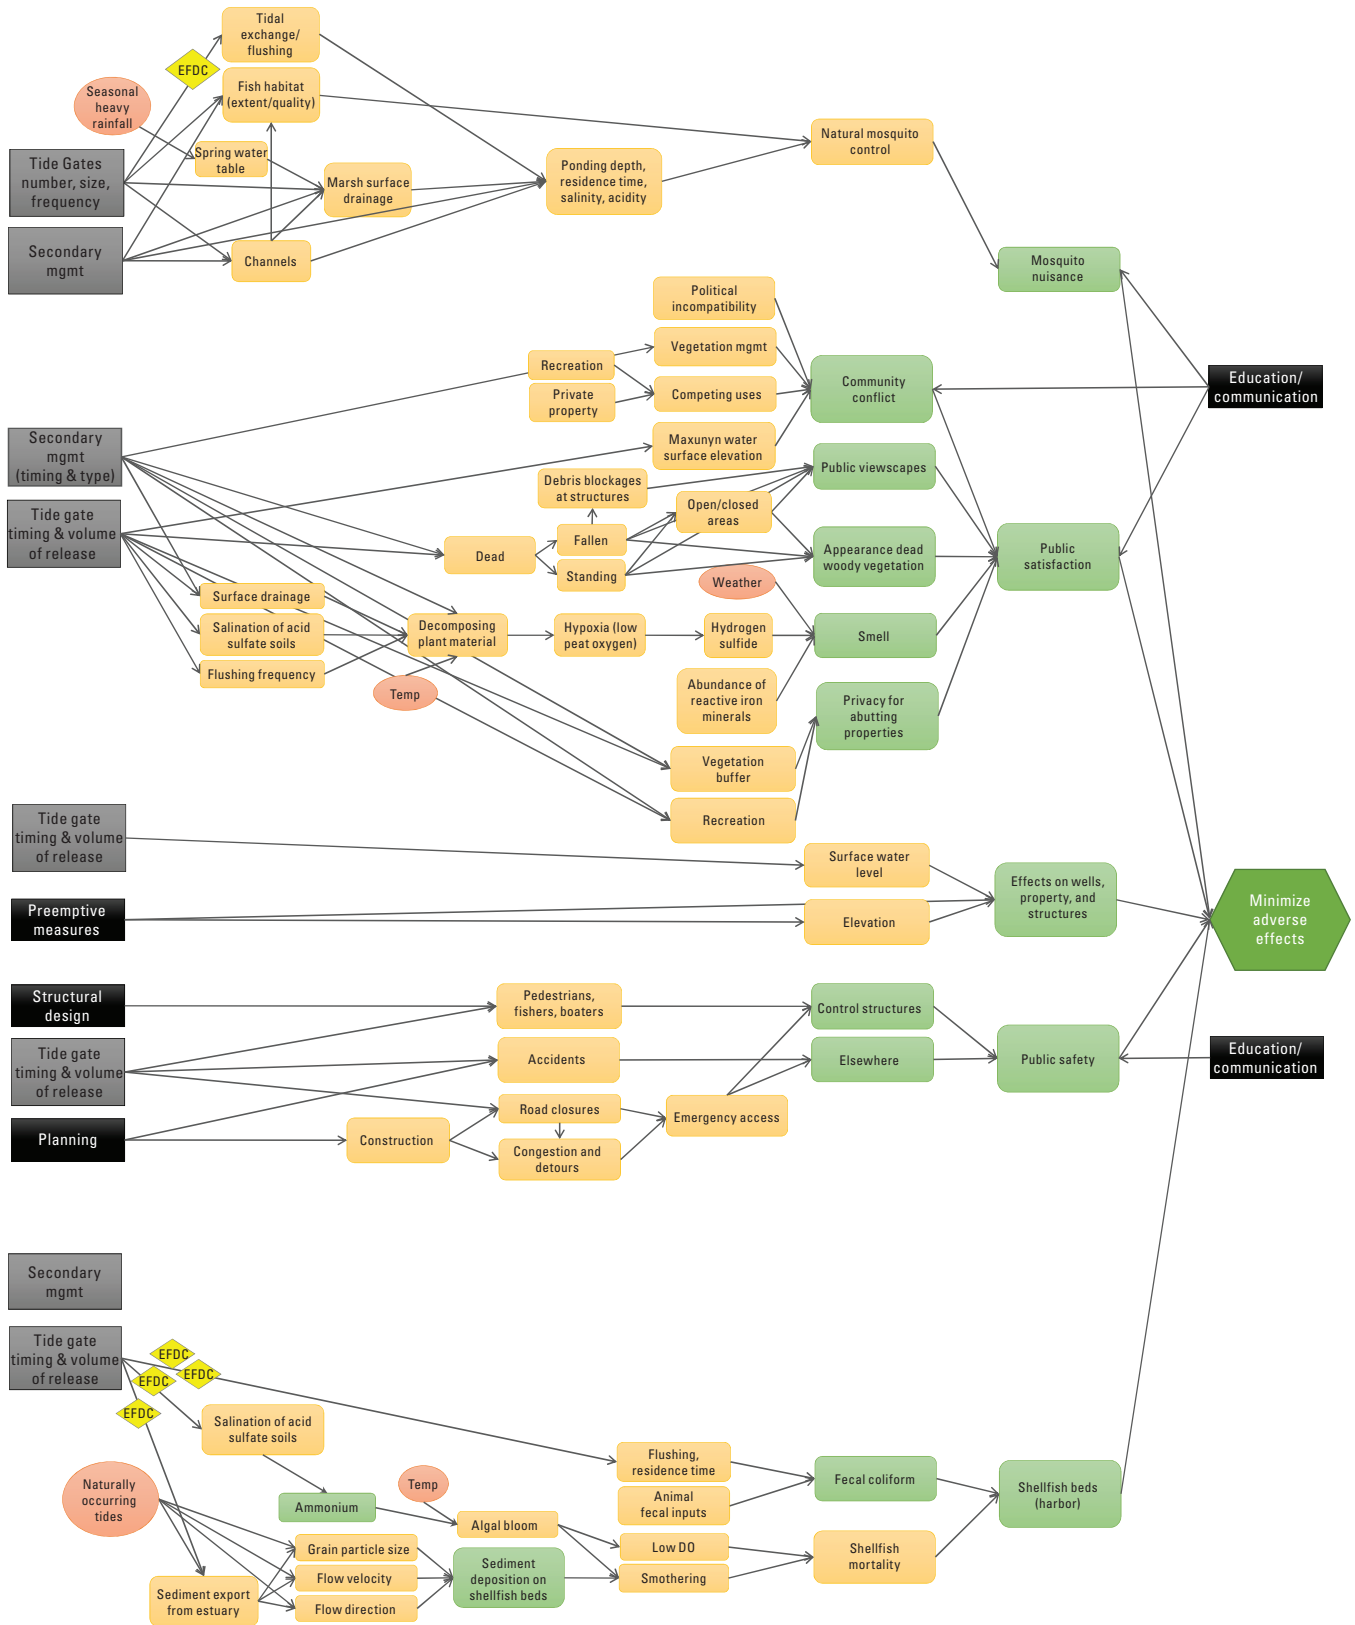 Tidal
exchange/
flushing
EFDC
Fish habitat
(extent/quality)
Seasonal
heavy
rainfall
Spring water
table
Tide Gates
number, size,
frequency
Marsh surface
drainage
Ponding depth,
residence time,
salinity, acidity
Natural mosquito
control
Secondary
mgmt
Channels
Mosquito
nuisance
Political
incompatibility
Vegetation mgmt
Recreation
Private
property
Competing uses
Community
conflict
Education/
communication
Secondary
mgmt
(timing & type)
Maxunyn water
surface elevation
Public viewscapes
Debris blockages
at structures
Open/closed
areas
Tide gate
timing & volume
of release
Dead
Fallen
Standing
Appearance dead
woody vegetation
Public
satisfaction
Weather
Surface drainage
Salination of acid
sulfate soils
Flushing frequency
Decomposing
plant material
Hypoxia (low
peat oxygen)
Hydrogen
sulfide
Smell
Temp
Abundance of
reactive iron
minerals
Privacy for
abutting
properties
Vegetation
buffer
Recreation
Tide gate
timing & volume
of release
Surface water
level
Effects on wells,
property, and
structures
Preemptive
measures
Elevation
Minimize
adverse
effects
Structural
design
Pedestrians,
fishers, boaters
Control structures
Tide gate
timing & volume
of release
Accidents
Elsewhere
Public safety
Education/
communication
Planning
Construction
Road closures
Emergency access
Congestion and
detours
Secondary
mgmt
Tide gate
timing & volume
of release
EFDC
EFDC
EFDC
EFDC
Salination of acid
sulfate soils
Flushing,
residence time
Fecal coliform
Animal
fecal inputs
Shellfish beds
(harbor)
Naturally
occurring
tides
Ammonium
Temp
Algal bloom
Grain particle size
Flow velocity
Flow direction
Sediment
deposition on
shellfish beds
Low DO
Smothering
Shellfish
mortality
Sediment export
from estuary